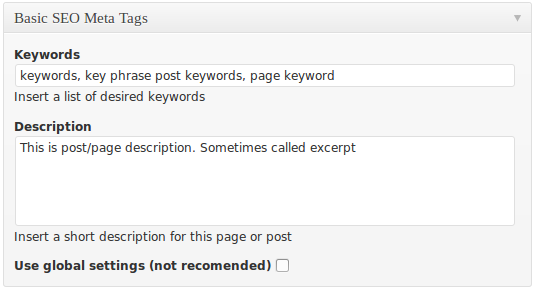 Basic SEO Meta Tags
Keywords
keywords, key phrase post keywords, page keyword
Insert a list of desired keywords
Description
This is post/page description. Sometimes called excerpt
Insert a short description for this page or post
Use global settings (not recomended)